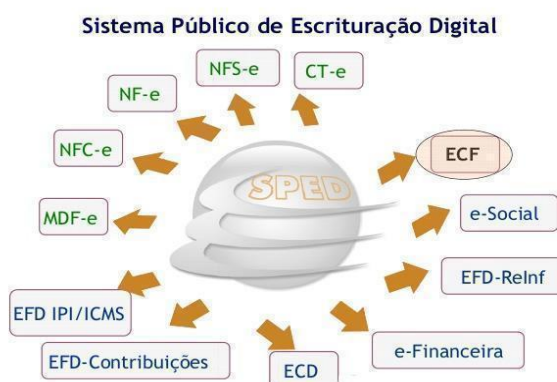 Sistema Público de Escrituração Digital
NFS-e
CT-e
NF-e
NFC-e
ECF
SPED
MDF-e
e-Social
EFD-ReInf
EFD IPI/ICMS
EFD-Contribuições
ECD
e-Financeira